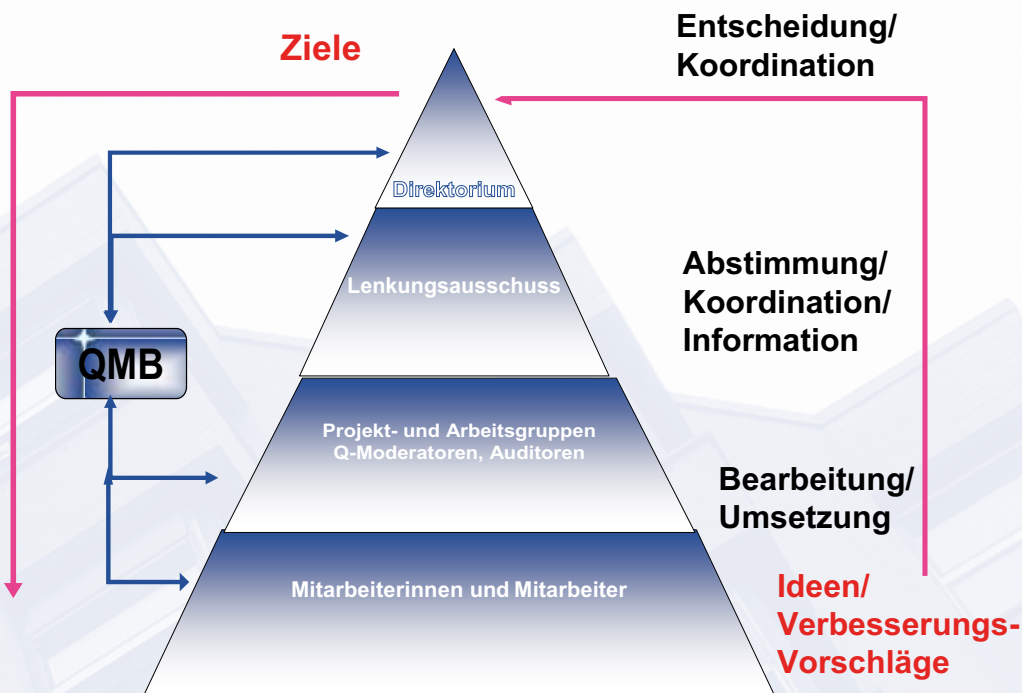 Ziele
Entscheidung/
Koordination
Direktorium
Lenkungsausschuss
Abstimmung/
Koordination/
Information
QMB
Projekt- und Arbeitsgruppen
Q-Moderatoren, Auditoren
Bearbeitung/
Umsetzung
Mitarbeiterinnen und Mitarbeiter
Ideen/
Verbesserungs-
Vorschläge